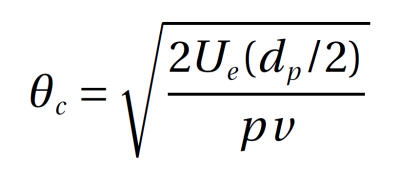 θ_c = √(2U_e(d_p/2) / pv)